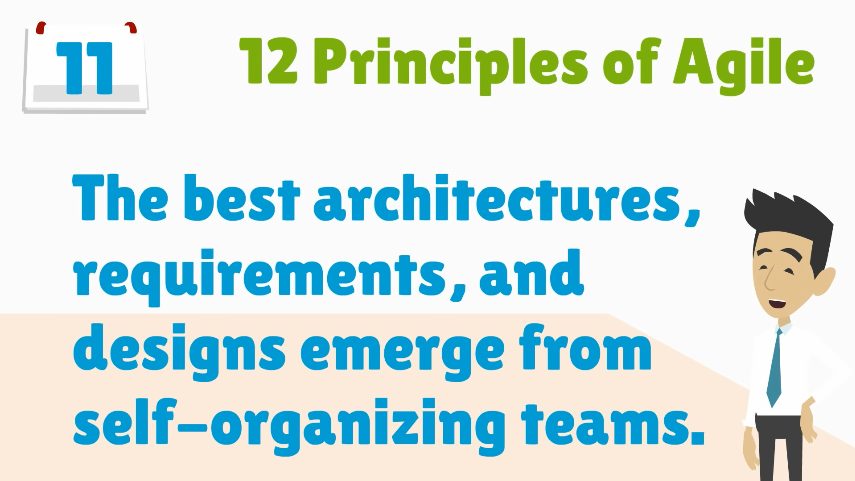 11
12 Principles of Agile
The best architectures,
requirements, and
designs emerge from
self-organizing teams.